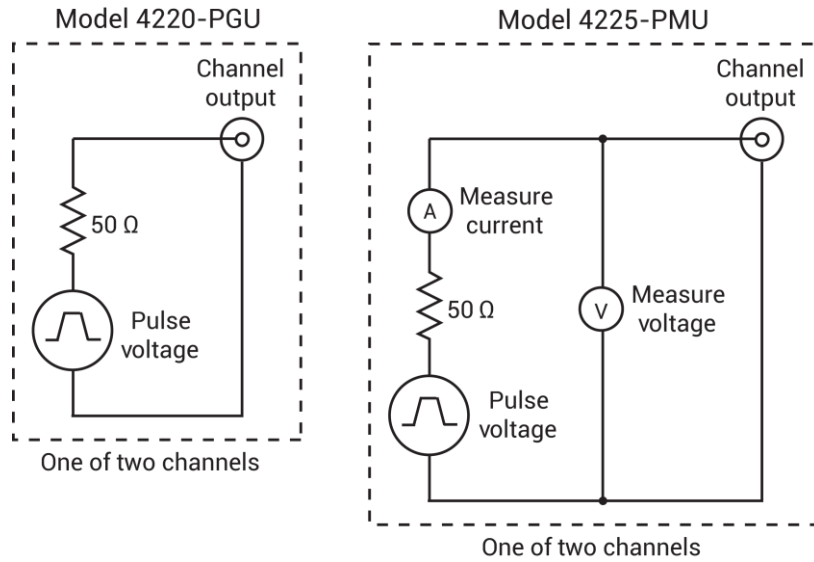 Model 4220-PGU
Channel
output
50 Ω
Pulse
voltage
One of two channels
Model 4225-PMU
Channel
output
A
Measure
current
50 Ω
V
Measure
voltage
Pulse
voltage
One of two channels